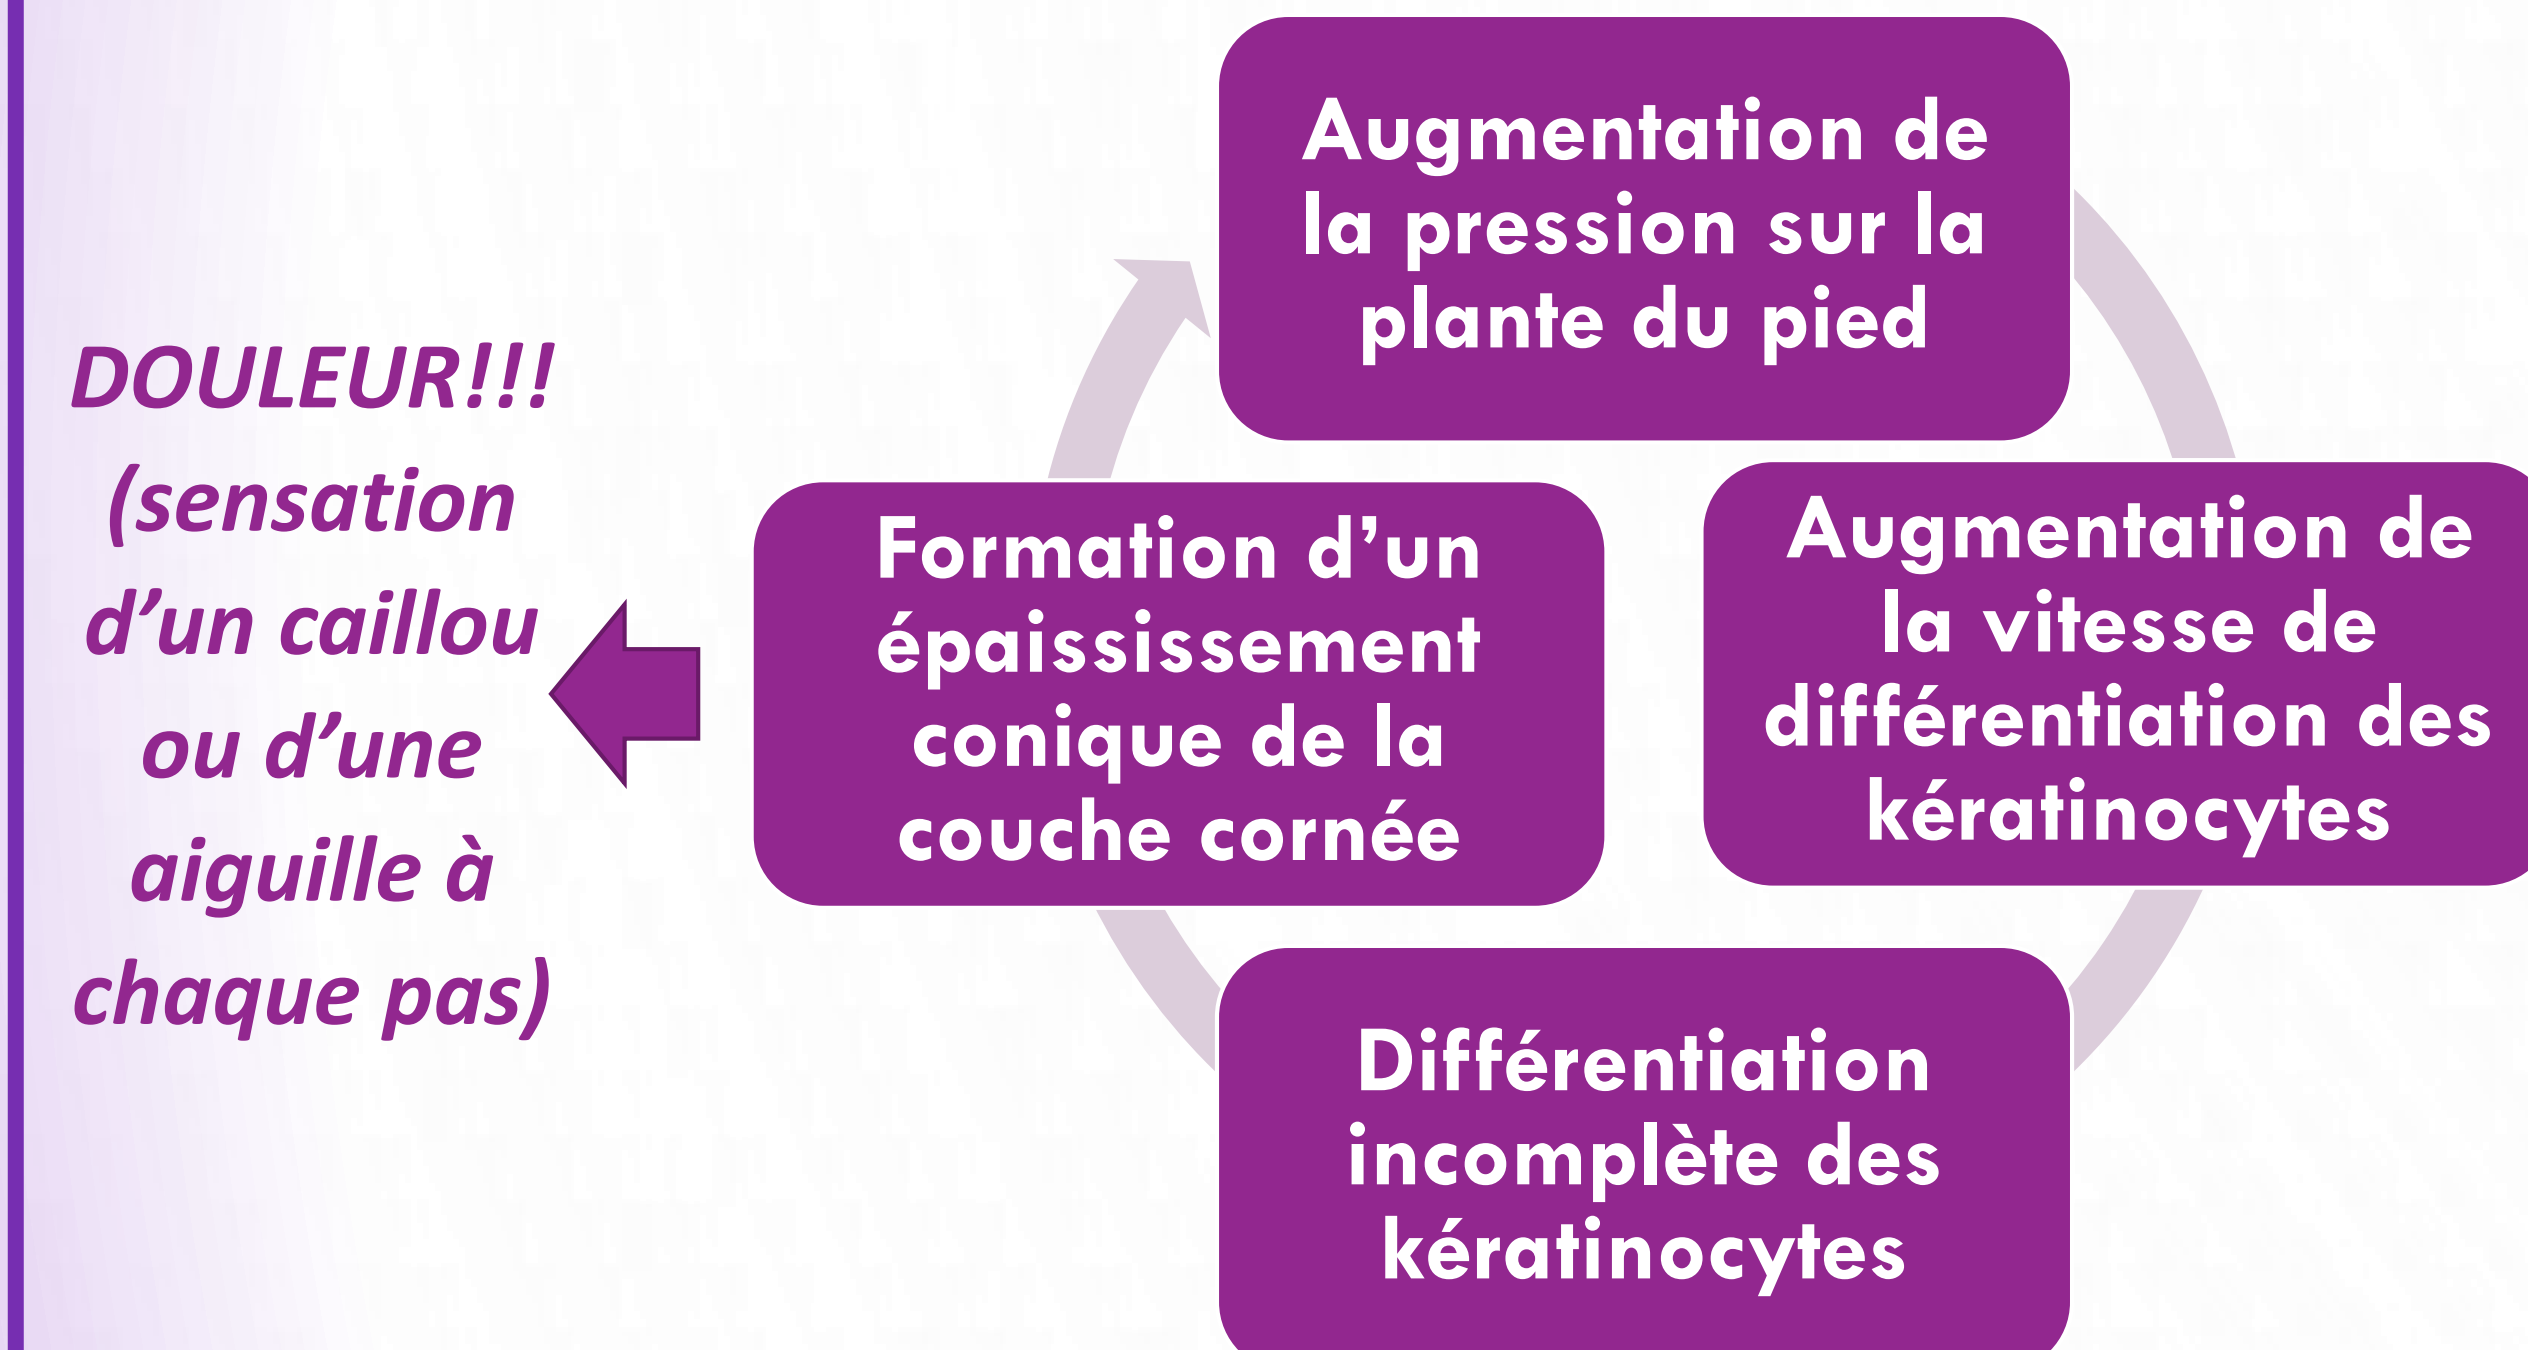 Augmentation de
la pression sur la
plante du pied
Augmentation de
la vitesse de
différentiation des
kératinocytes
Différentiation
incomplète des
kératinocytes
Formation d’un
épaississement
conique de la
couche cornée
DOULEUR!!!
(sensation
d’un caillou
ou d’une
aiguille à
chaque pas)